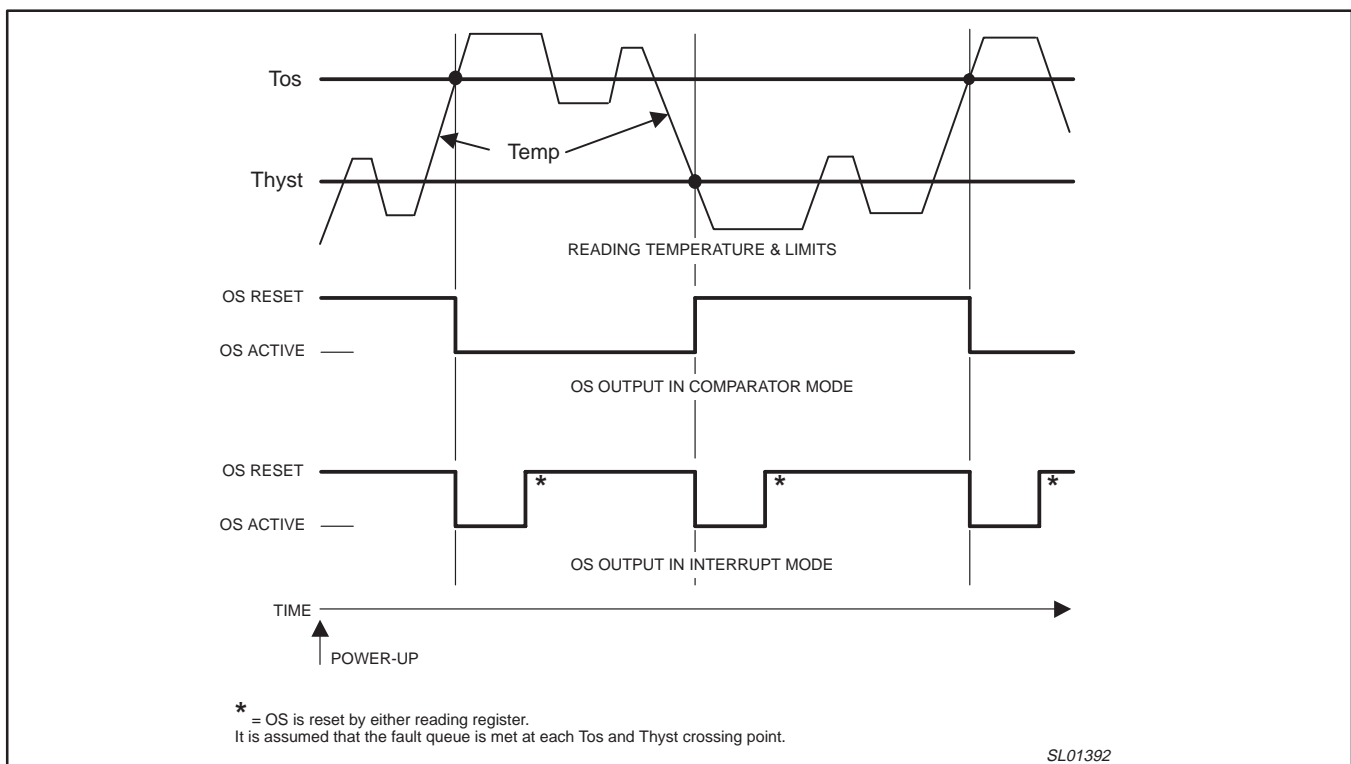 Tos
Temp
Thyst
READING TEMPERATURE & LIMITS
OS RESET
OS ACTIVE
OS OUTPUT IN COMPARATOR MODE
OS RESET
*
*
*
OS ACTIVE
OS OUTPUT IN INTERRUPT MODE
TIME
POWER-UP
* = OS is reset by either reading register.
It is assumed that the fault queue is met at each Tos and Thyst crossing point.
SL01392